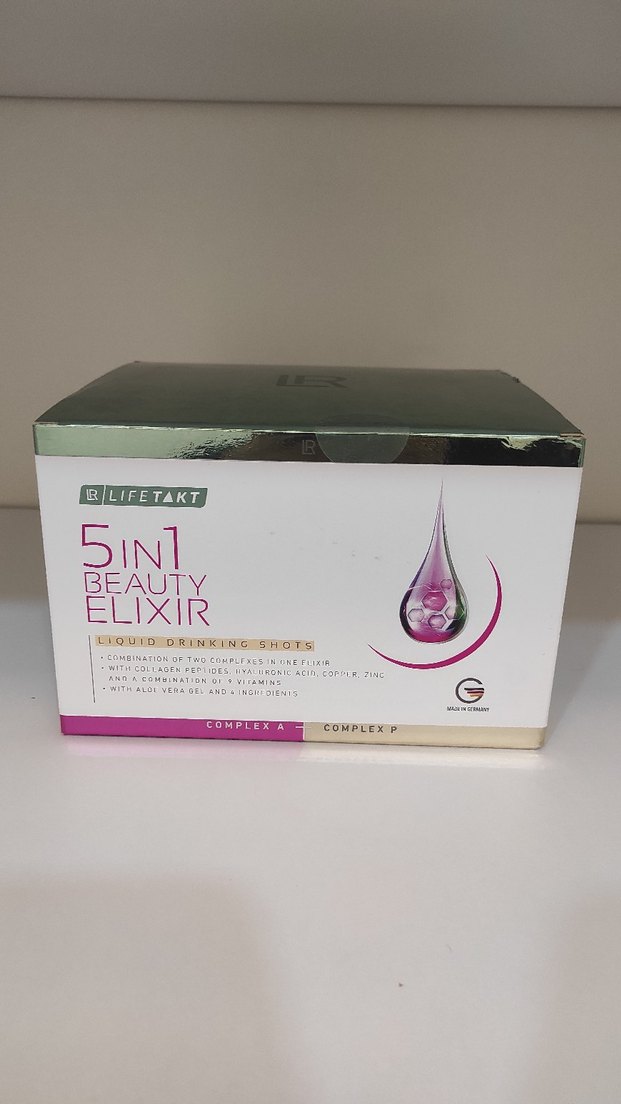 LR
LR
LR LIFETAKT
5IN1
BEAUTY
ELIXIR
LIQUID DRINKING SHOTS
• COMBINATION OF TWO COMPLEXES IN ONE ELIXIR
• WITH COLLAGEN PEPTIDES, HYALURONIC ACID, COPPER, ZINC
AND A COMBINATION OF 9 VITAMINS
• WITH ALOE VERA GEL AND 4 INGREDIENTS
MADE IN GERMANY
COMPLEX A – COMPLEX P